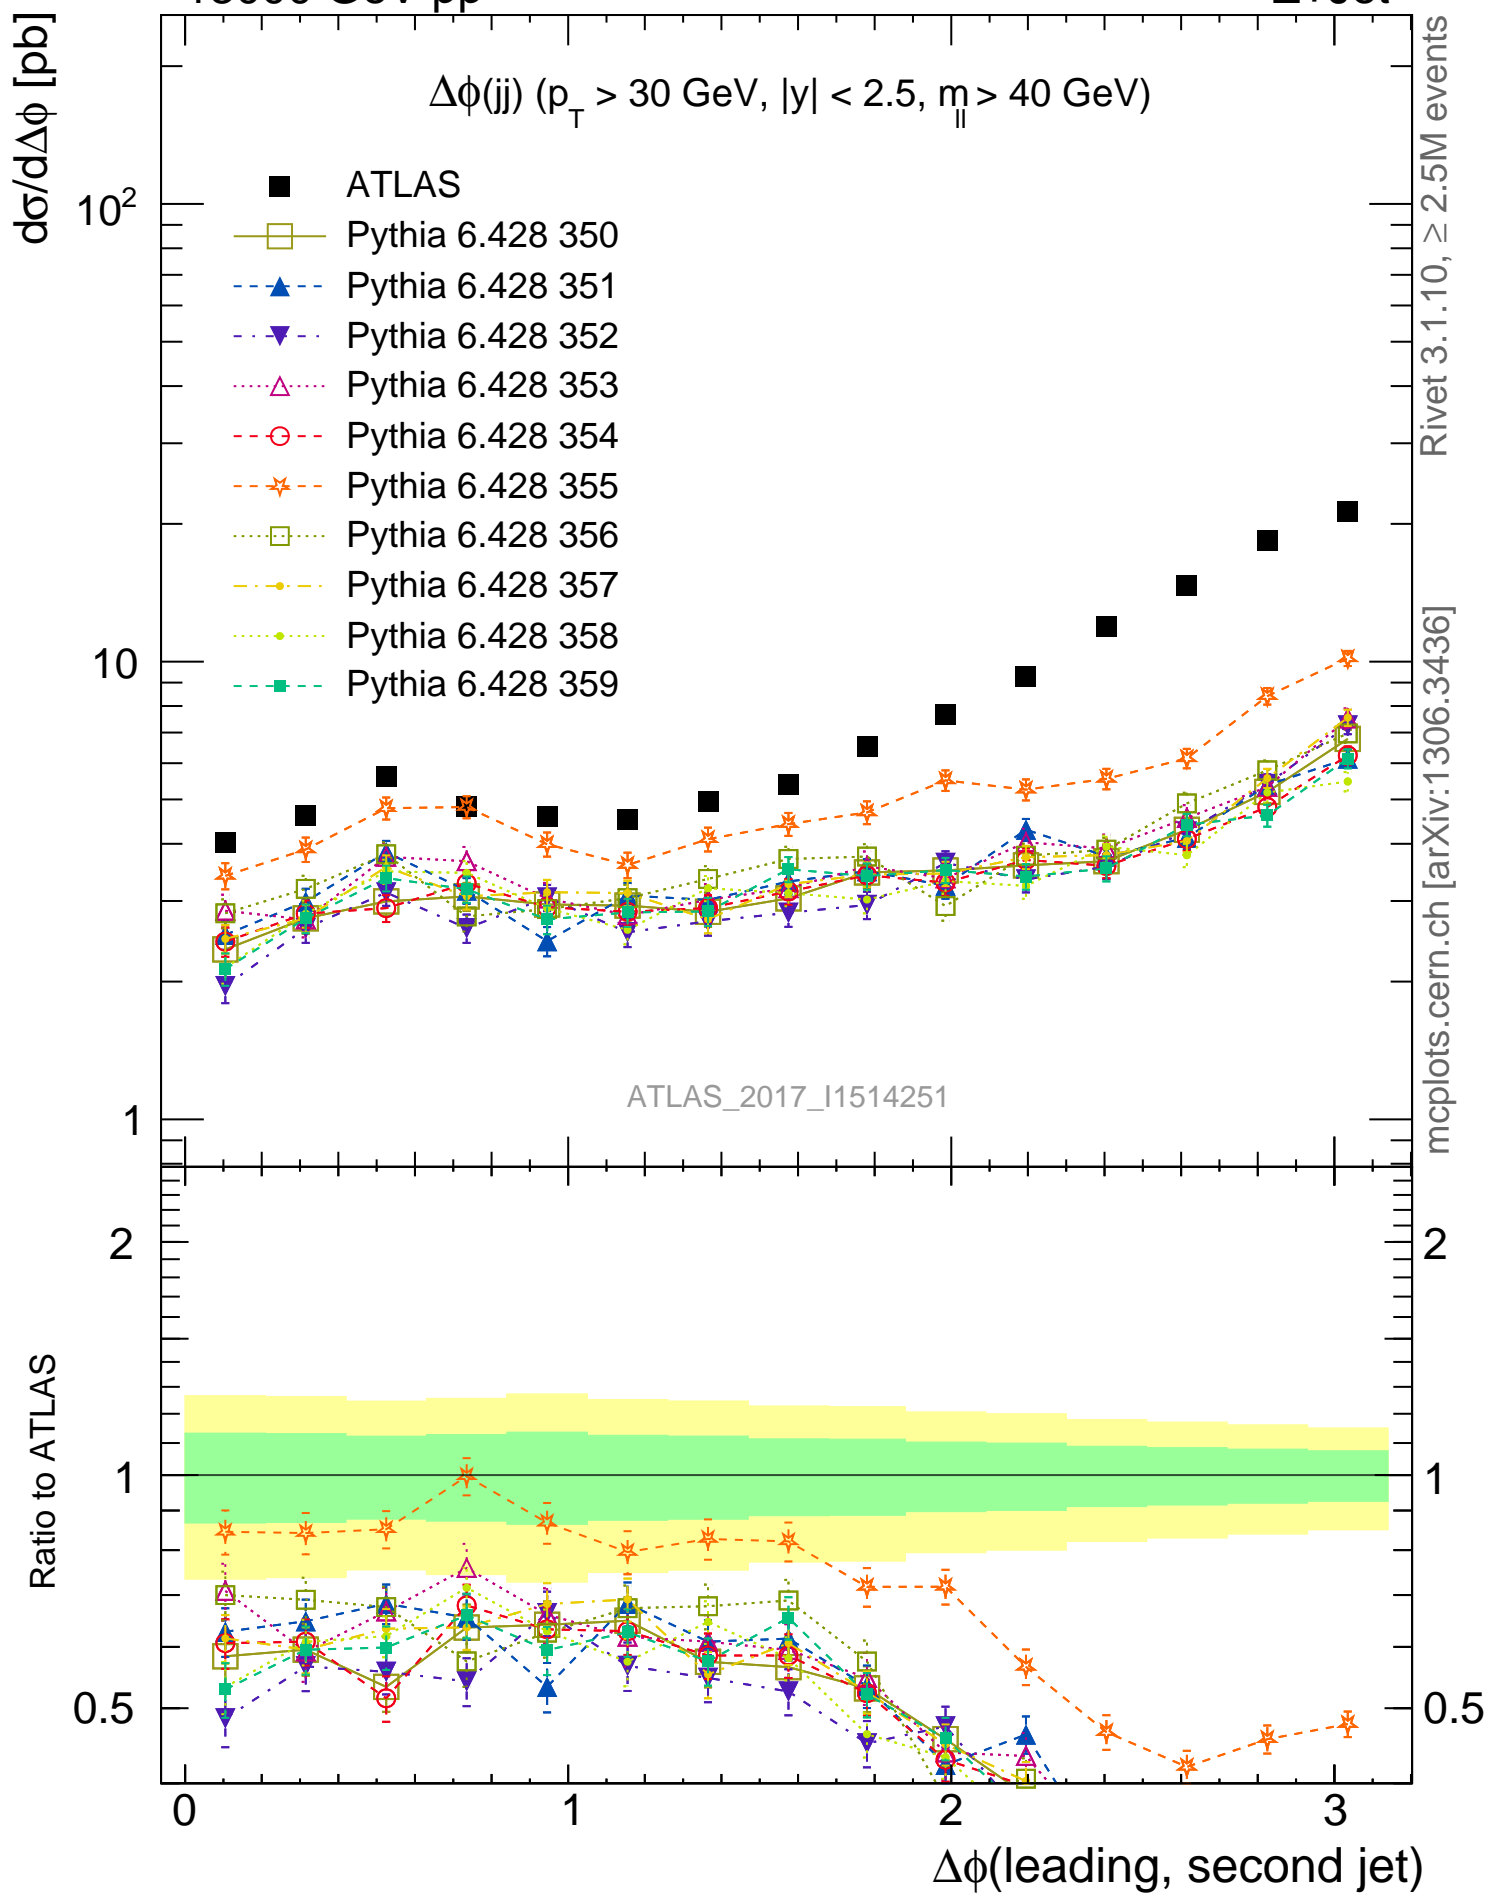 dσ/dΔϕ [pb]
Δϕ(jj) (p_T > 30 GeV, |y| < 2.5, m_ll > 40 GeV)
ATLAS
Pythia 6.428 350
Pythia 6.428 351
Pythia 6.428 352
Pythia 6.428 353
Pythia 6.428 354
Pythia 6.428 355
Pythia 6.428 356
Pythia 6.428 357
Pythia 6.428 358
Pythia 6.428 359
10²
10
1
ATLAS_2017_I1514251
Rivet 3.1.10, ≥ 2.5M events
mcplots.cern.ch [arXiv:1306.3436]
Ratio to ATLAS
2
1
0.5
2
1
0.5
0 1 2 3
Δϕ(leading, second jet)